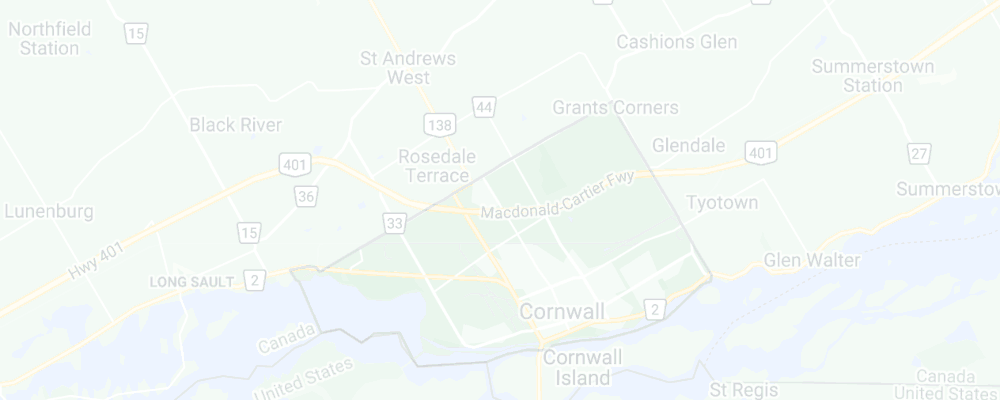 Northfield
Station
15
St Andrews
West
Cashions Glen
Summerstown
Station
44
Grants Corners
138
Black River
Rosedale
Terrace
Glendale
401
27
401
36
Macdonald-Cartier Fwy
Tyotown
Summerstow
Lunenburg
33
15
Hwy 401
LONG SAULT
2
Glen Walter
Cornwall
2
Canada
United States
Cornwall
Island
St Regis
Canada
United States